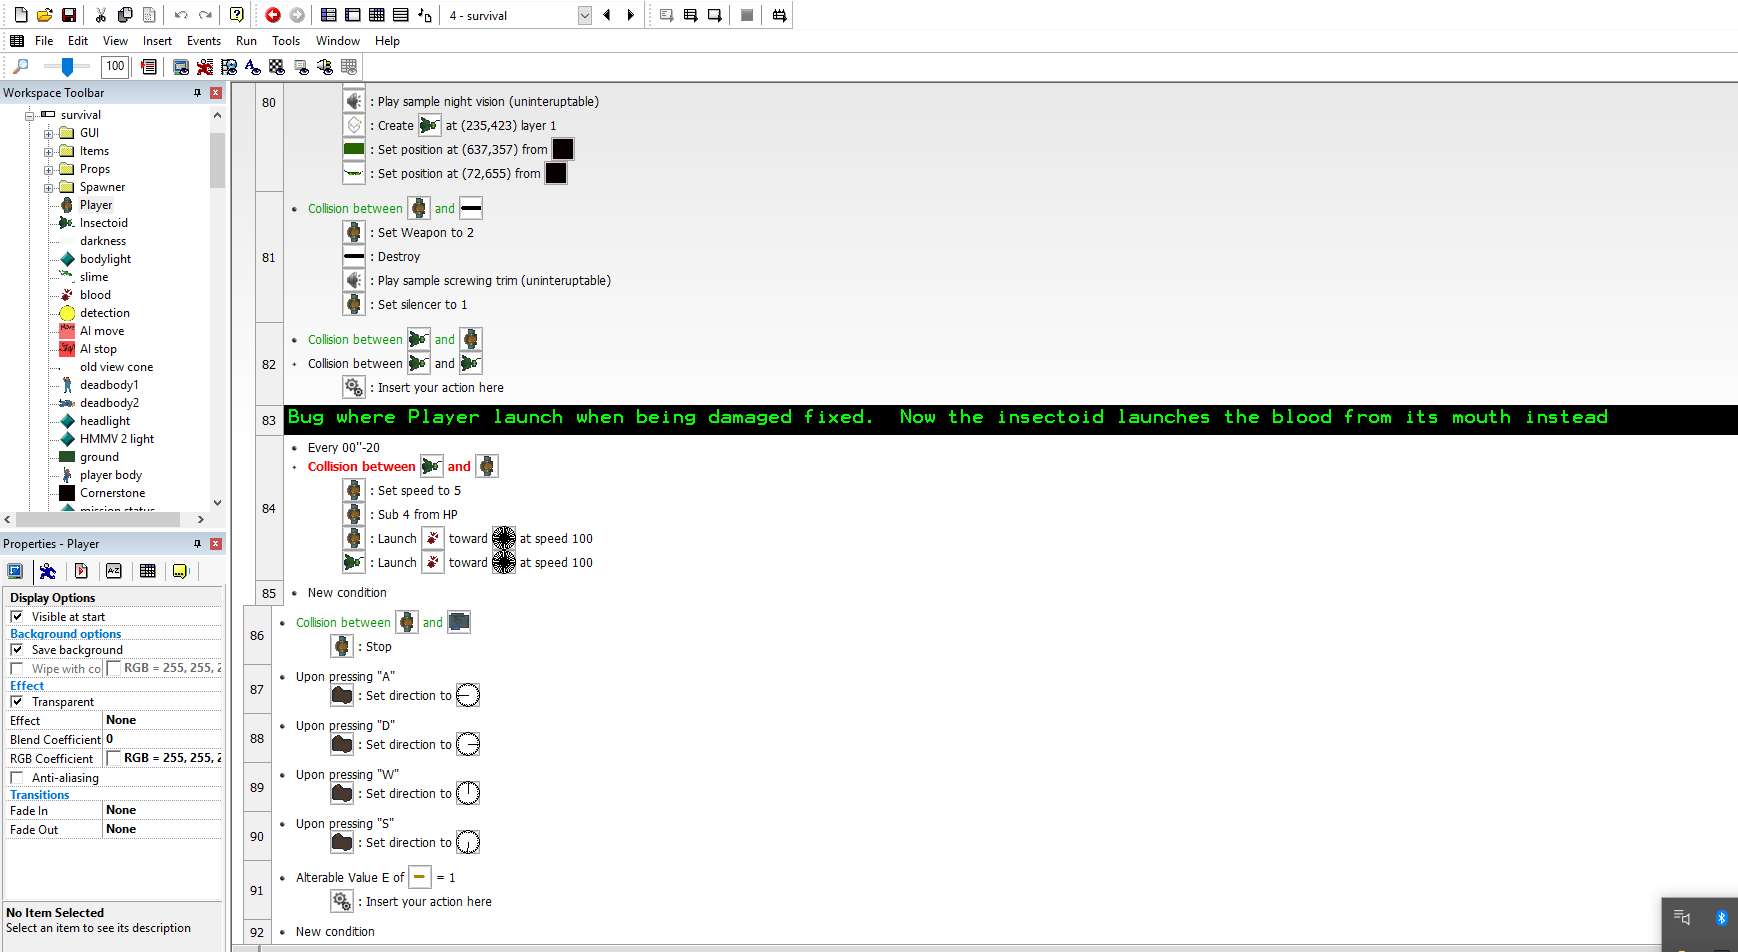 4 - survival
File Edit View Insert Events Run Tools Window Help
100
Workspace Toolbar
survival
GUI
Items
Props
Spawner
Player
Insectoid
darkness
bodylight
slime
blood
detection
AI move
AI stop
old view cone
deadbody1
deadbody2
headlight
HMMV 2 light
ground
player body
Cornerstone
mission status
Properties - Player
Display Options
Visible at start
Background options
Save background
Wipe with co RGB = 255, 255, 2
Effect
Transparent
Effect None
Blend Coefficient 0
RGB Coefficient RGB = 255, 255, 2
Anti-aliasing
Transitions
Fade In None
Fade Out None
No Item Selected
Select an item to see its description
80
: Play sample night vision (uninteruptable)
: Create at (235,423) layer 1
: Set position at (637,357) from
: Set position at (72,655) from
81
• Collision between and
: Set Weapon to 2
: Destroy
: Play sample screwing trim (uninteruptable)
: Set silencer to 1
82
• Collision between and
+ Collision between and
: Insert your action here
83 Bug where Player launch when being damaged fixed. Now the insectoid launches the blood from its mouth instead
84
• Every 00"-20
+ Collision between and
: Set speed to 5
: Sub 4 from HP
: Launch toward at speed 100
: Launch toward at speed 100
85 • New condition
86
• Collision between and
: Stop
87
• Upon pressing "A"
: Set direction to
88
• Upon pressing "D"
: Set direction to
89
• Upon pressing "W"
: Set direction to
90
• Upon pressing "S"
: Set direction to
91
• Alterable Value E of = 1
: Insert your action here
92 • New condition